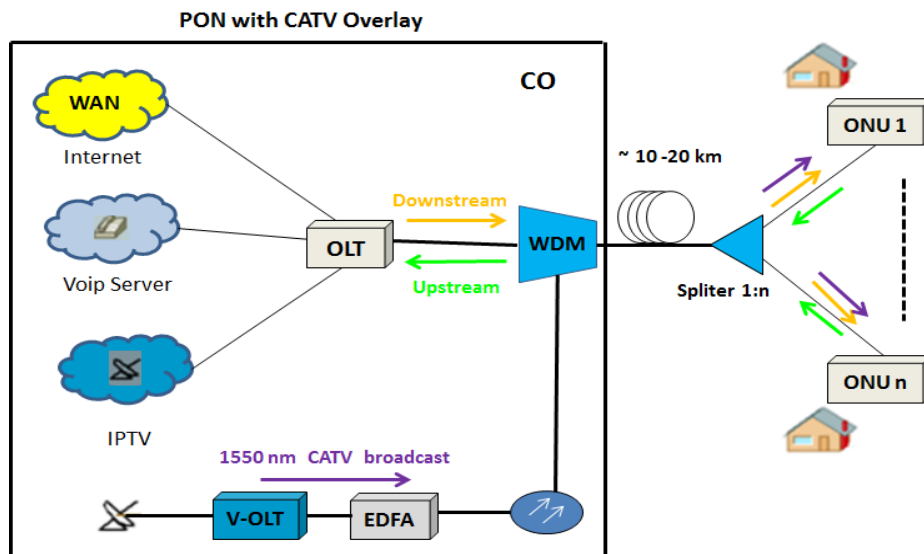 PON with CATV Overlay
CO
WAN
Internet
Voip Server
IPTV
OLT
Downstream
Upstream
WDM
~ 10 -20 km
Spliter 1:n
ONU 1
ONU n
1550 nm CATV broadcast
V-OLT
EDFA